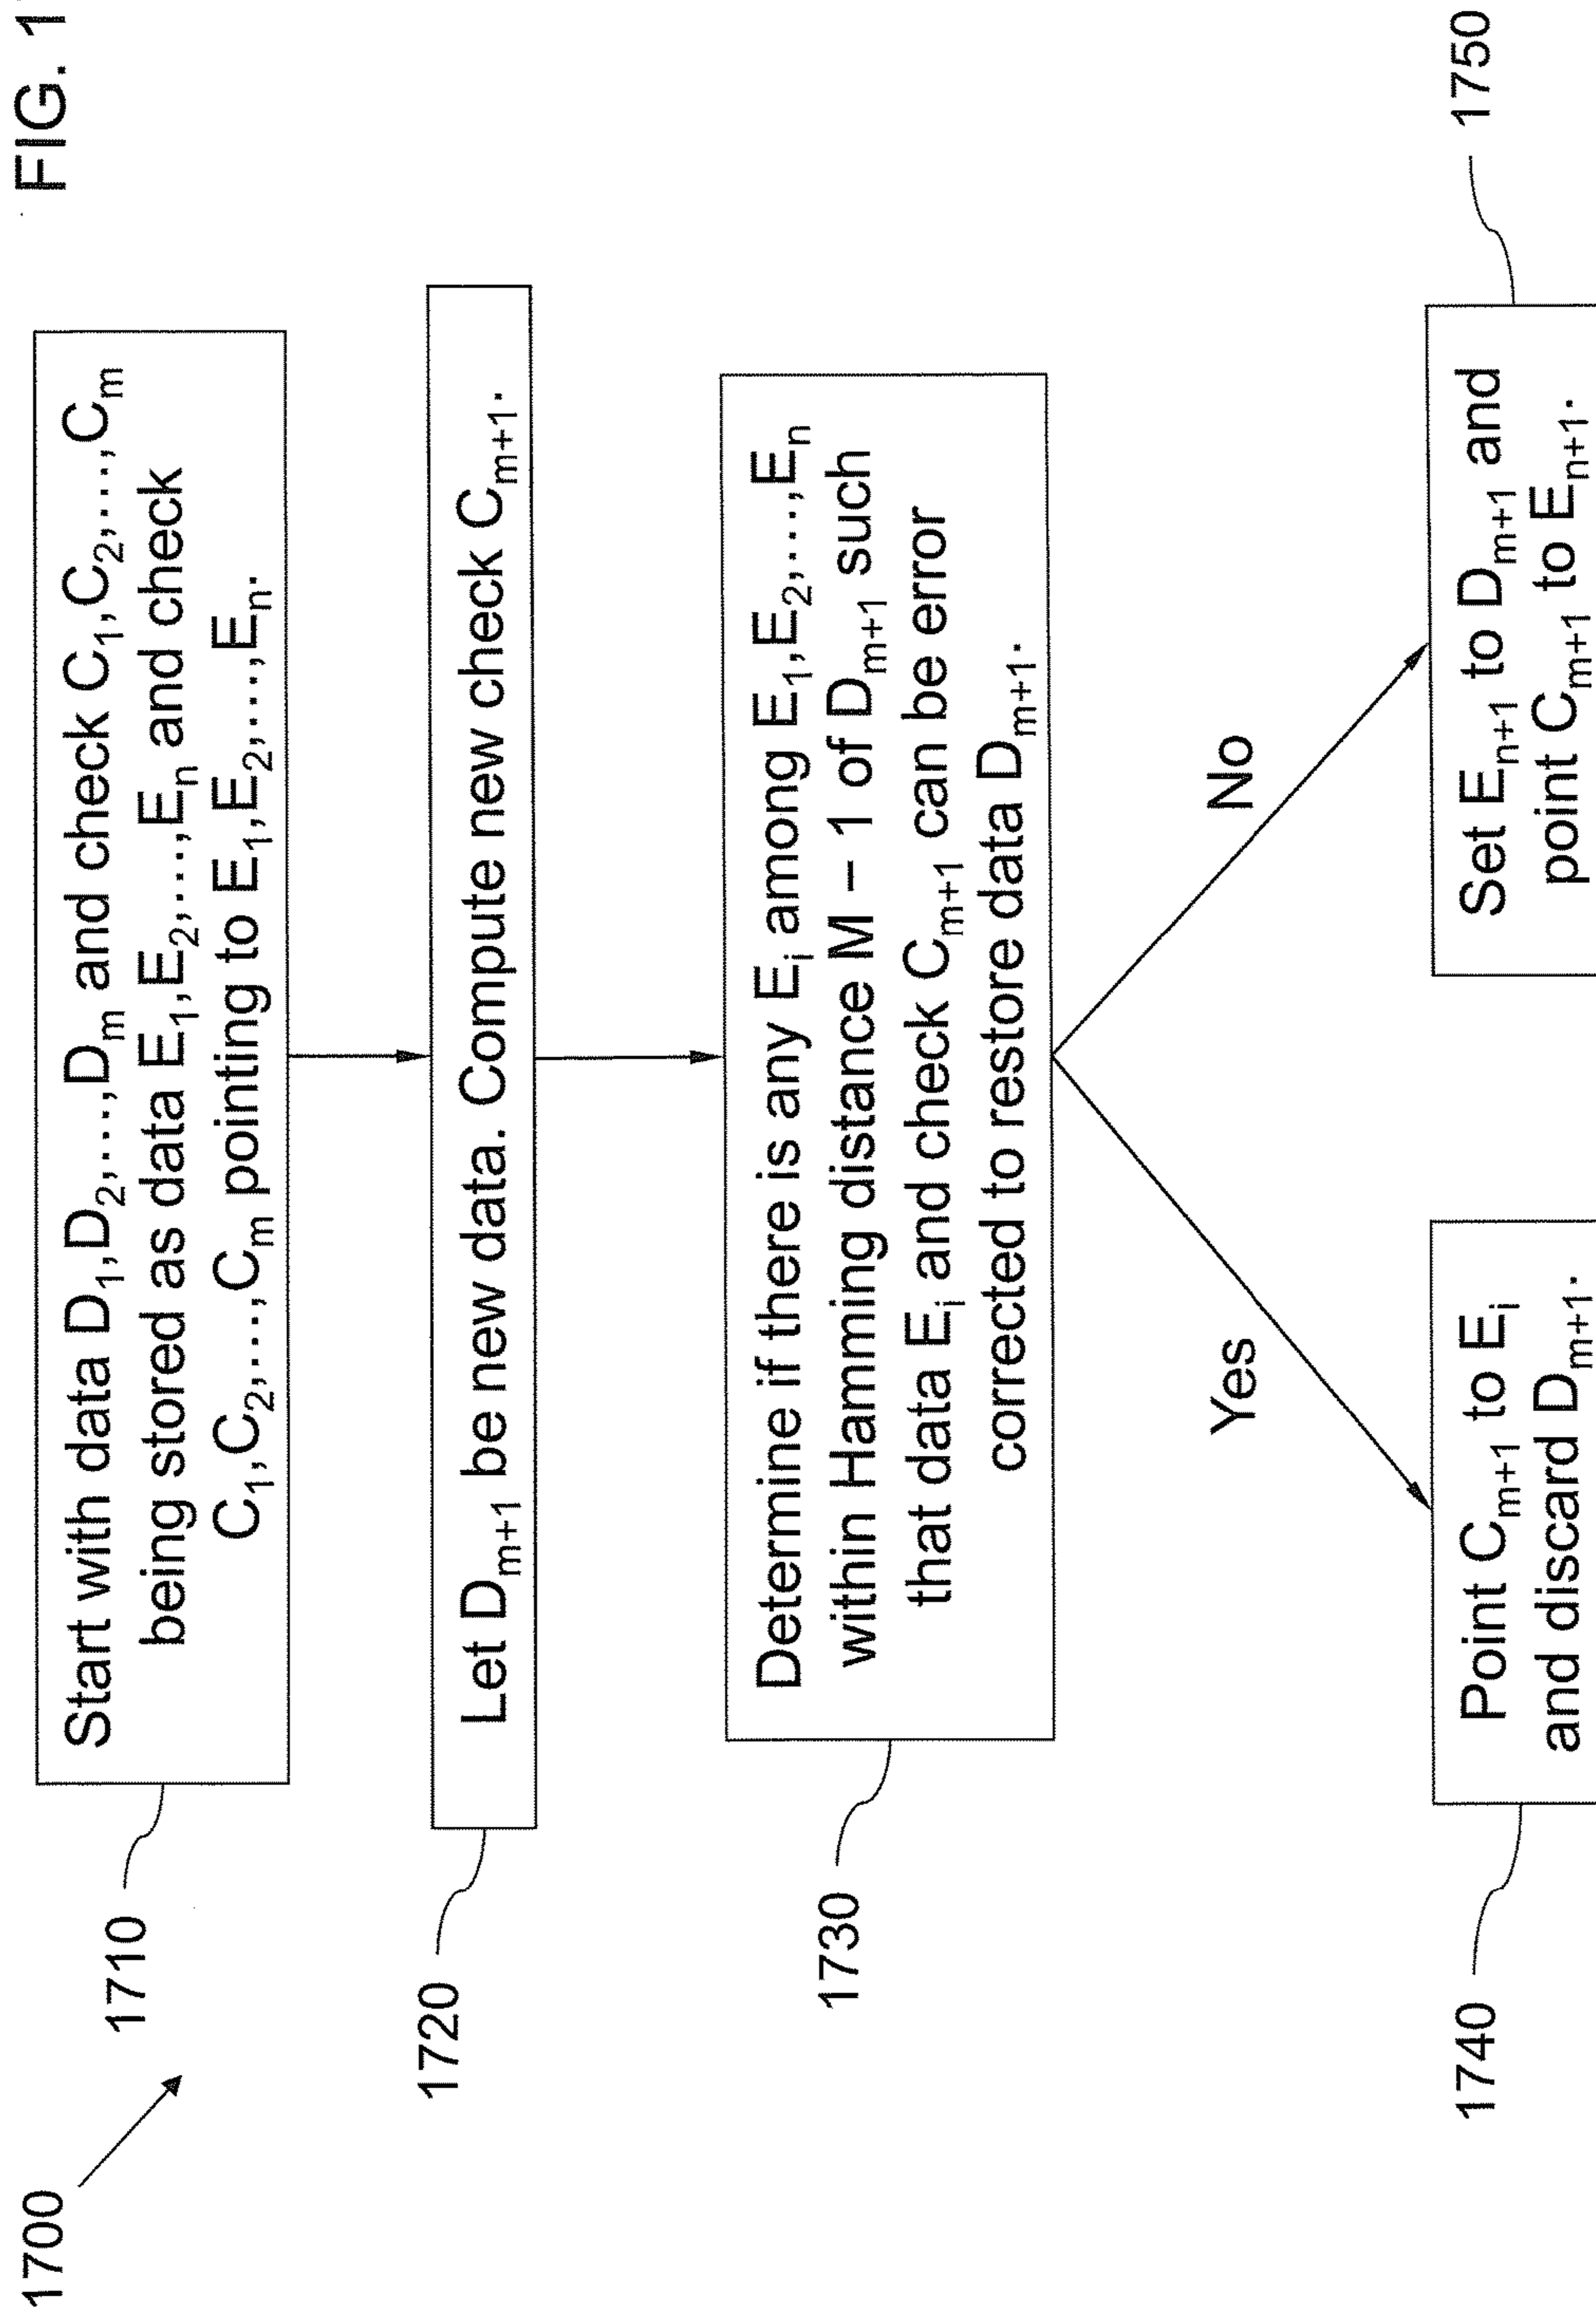 FIG. 1
1700
1710
Start with data D₁,D₂,...,Dₘ and check C₁,C₂,...,Cₘ
being stored as data E₁,E₂,...,Eₙ and check
C₁,C₂,...,Cₘ pointing to E₁,E₂,...,Eₙ.
1720
Let Dₘ₊₁ be new data. Compute new check Cₘ₊₁.
1730
Determine if there is any Eᵢ among E₁,E₂,...,Eₙ
within Hamming distance M – 1 of Dₘ₊₁ such
that data Eᵢ and check Cₘ₊₁ can be error
corrected to restore data Dₘ₊₁.
Yes
No
1740
Point Cₘ₊₁ to Eᵢ
and discard Dₘ₊₁.
Set Eₙ₊₁ to Dₘ₊₁ and
point Cₘ₊₁ to Eₙ₊₁.
1750